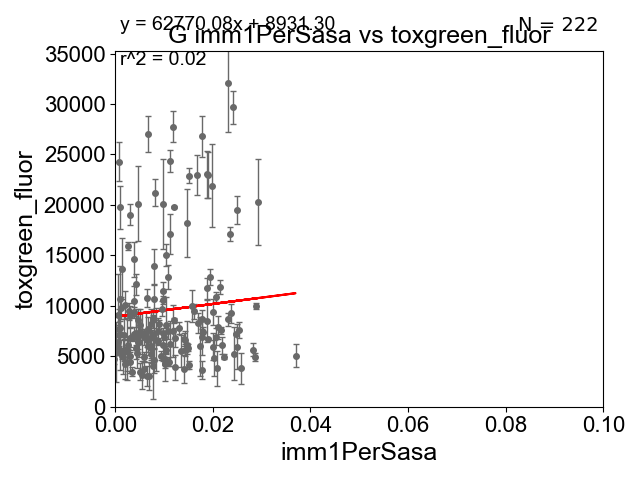 y = 62770.08x + 8931.30
N = 222
G imm1PerSasa vs toxgreen_fluor
r^2 = 0.02
35000
30000
25000
20000
15000
10000
5000
0
toxgreen_fluor
0.00 0.02 0.04 0.06 0.08 0.10
imm1PerSasa